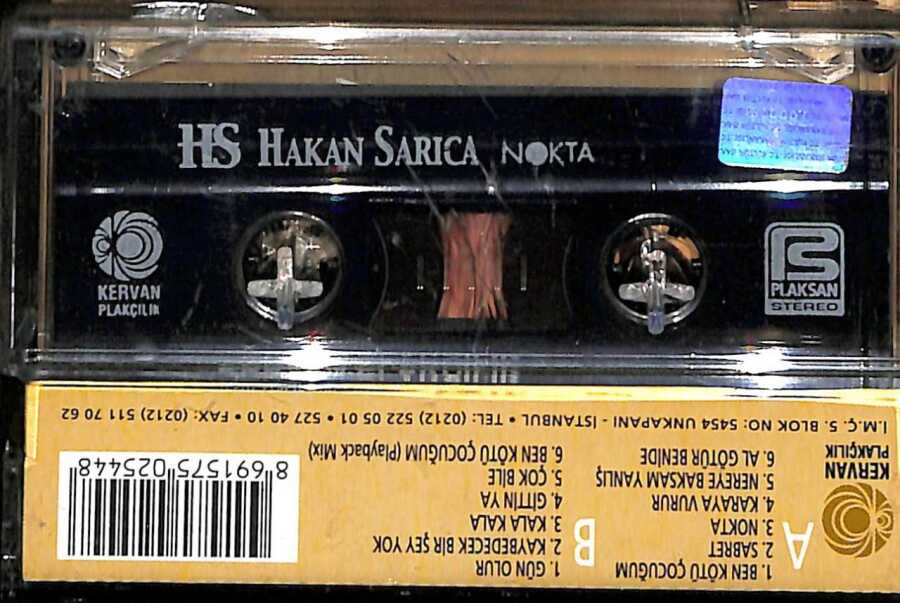 HS HAKAN SARICA NOKTA
KERVAN
PLAKÇILIK
PLAKSAN
STEREO
A
1. BEN KÖTÜ ÇOCUĞUM
2. SABRET
3. NOKTA
4. KARAYA VURUR
5. NEREYE BAKSAM YANLIŞ
6. AL GÖTÜR BENİDE
B
1. GÜN OLUR
2. KAYBEDECEK BİR ŞEY YOK
3. KALA KALA
4. GİTTİN YA
5. ÇOK BİLE
6. BEN KÖTÜ ÇOCUĞUM (Playback Mix)
8 691575 025448
KERVAN
PLAKÇILIK
I.M.Ç. 5. BLOK NO: 5454 UNKAPANI - ISTANBUL • TEL: (0212) 522 05 01 • 527 40 10 • FAX: (0212) 511 70 62